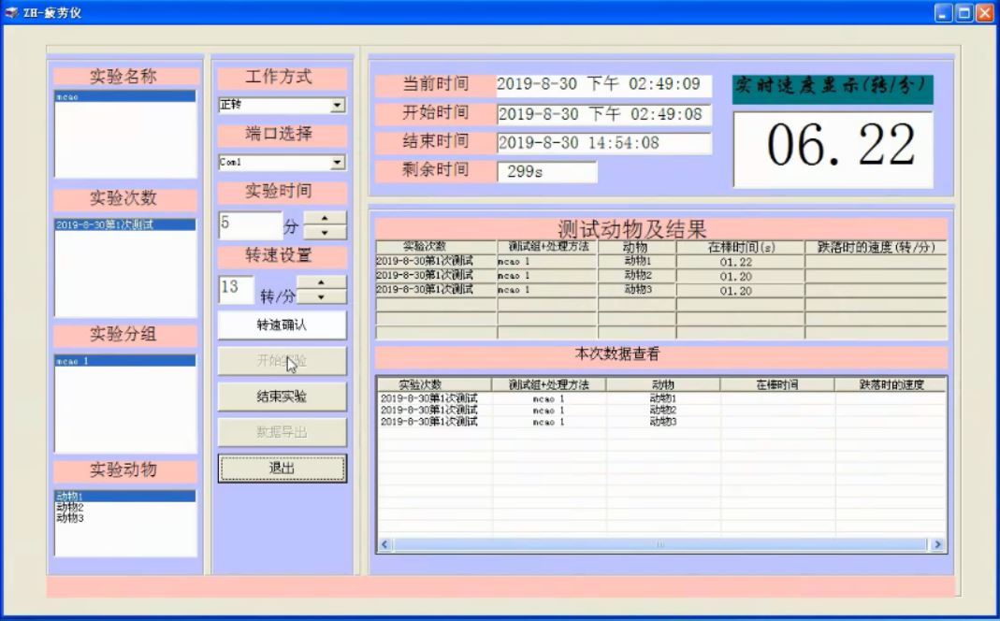 ZH-疲劳仪
实验名称
mcao
实验次数
2019-8-30第1次测试
实验分组
mcao 1
实验动物
动物1
动物2
动物3
工作方式
正转
端口选择
Com1
实验时间
5 分
转速设置
13 转/分
转速确认
开始实验
结束实验
数据导出
退出
当前时间 2019-8-30 下午 02:49:09
开始时间 2019-8-30 下午 02:49:08
结束时间 2019-8-30 14:54:08
剩余时间 299s
实时速度显示(转/分)
06.22
测试动物及结果
实验次数 测试组+处理方法 动物 在棒时间(s) 跌落时的速度(转/分)
2019-8-30第1次测试 mcao 1 动物1 01.22
2019-8-30第1次测试 mcao 1 动物2 01.20
2019-8-30第1次测试 mcao 1 动物3 01.20
本次数据查看
实验次数 测试组+处理方法 动物 在棒时间 跌落时的速度
2019-8-30第1次测试 mcao 1 动物1
2019-8-30第1次测试 mcao 1 动物2
2019-8-30第1次测试 mcao 1 动物3